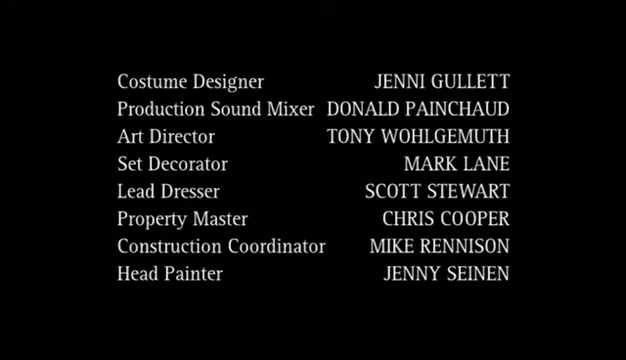 Costume Designer JENNI GULLETT
Production Sound Mixer DONALD PAINCHAUD
Art Director TONY WOHLGEMUTH
Set Decorator MARK LANE
Lead Dresser SCOTT STEWART
Property Master CHRIS COOPER
Construction Coordinator MIKE RENNISON
Head Painter JENNY SEINEN